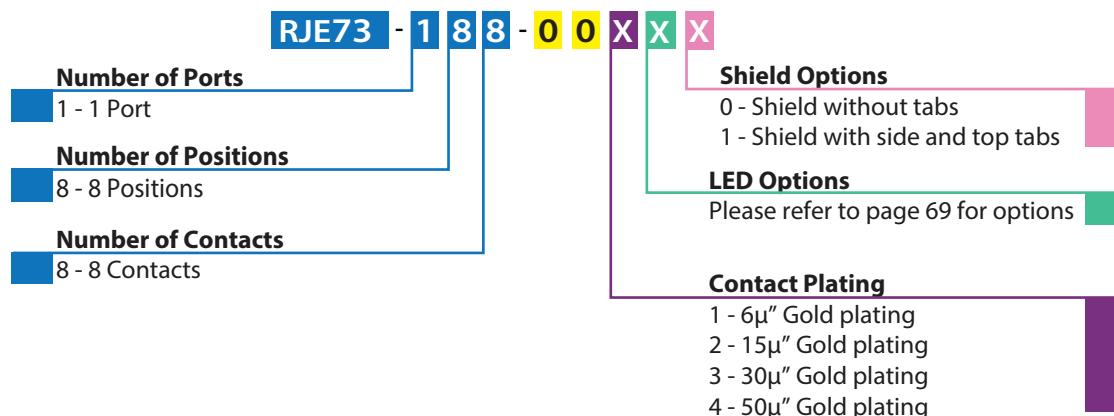 RJE73 - 1 8 8 - 0 0 X X X
Number of Ports
1 - 1 Port
Number of Positions
8 - 8 Positions
Number of Contacts
8 - 8 Contacts
Shield Options
0 - Shield without tabs
1 - Shield with side and top tabs
LED Options
Please refer to page 69 for options
Contact Plating
1 - 6µ” Gold plating
2 - 15µ” Gold plating
3 - 30µ” Gold plating
4 - 50µ” Gold plating